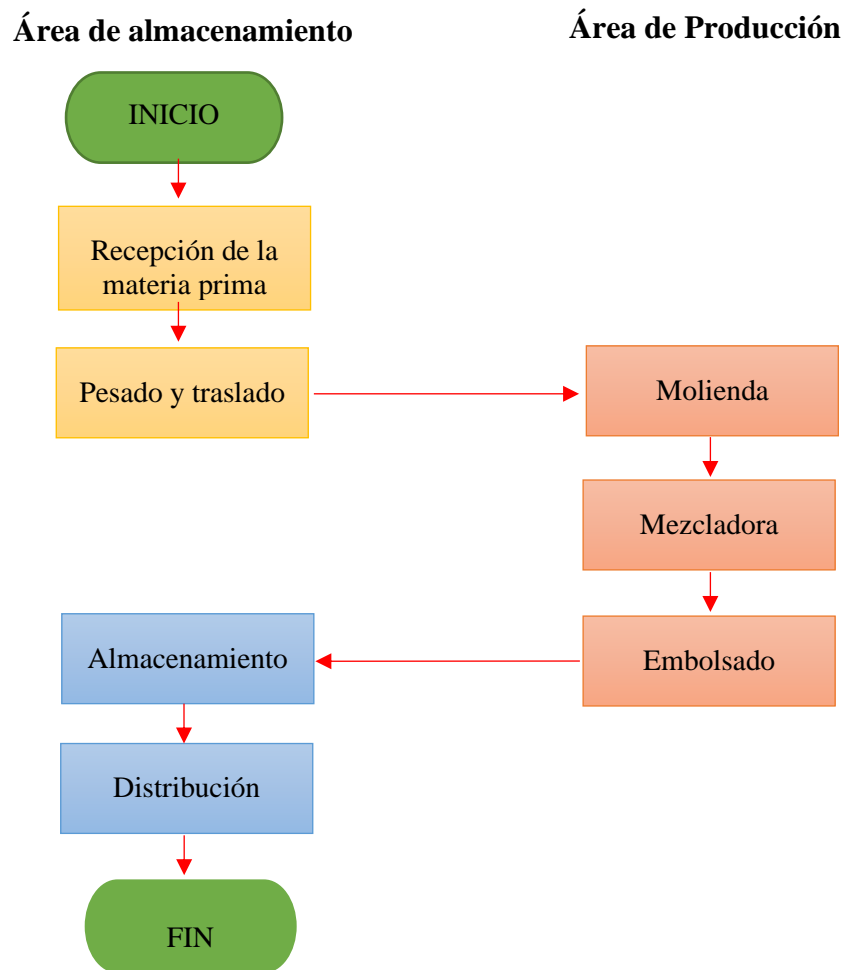 Área de almacenamiento
Área de Producción
INICIO
Recepción de la
materia prima
Pesado y traslado
Molienda
Mezcladora
Embolsado
Almacenamiento
Distribución
FIN